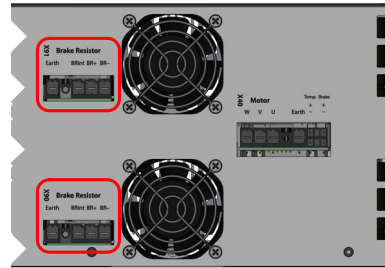 X91 Brake Resistor
Earth BRint BR+ BR–
X40 Motor Temp. Brake
+ +
W V U Earth – –
X90 Brake Resistor
Earth BRint BR+ BR–